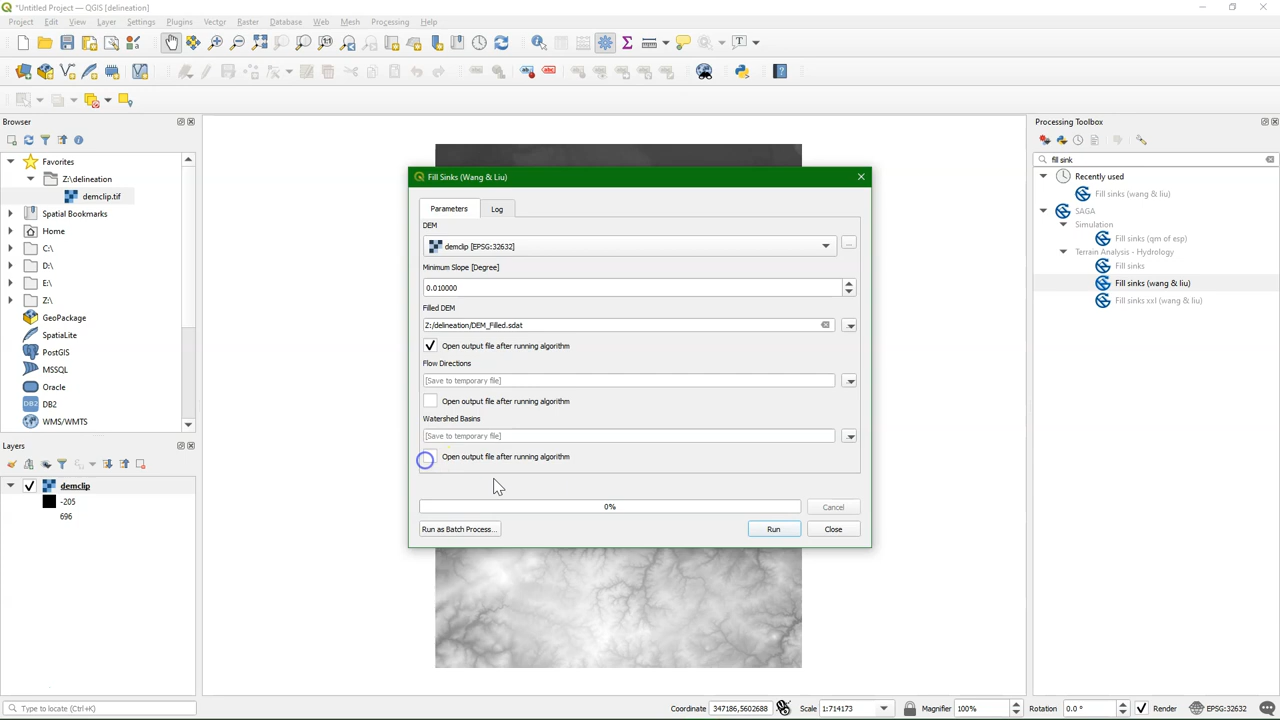 *Untitled Project — QGIS [delineation]
Project Edit View Layer Settings Plugins Vector Raster Database Web Mesh Processing Help
Browser
Favorites
Z:\delineation
demclip.tif
Spatial Bookmarks
Home
C:\
D:\
E:\
Z:\
GeoPackage
SpatiaLite
PostGIS
MSSQL
Oracle
DB2 DB2
WMS/WMTS
Layers
demclip
-205
696
Fill Sinks (Wang & Liu)
Parameters Log
DEM
demclip [EPSG:32632]
Minimum Slope [Degree]
0.010000
Filled DEM
Z:/delineation/DEM_Filled.sdat
Open output file after running algorithm
Flow Directions
[Save to temporary file]
Open output file after running algorithm
Watershed Basins
[Save to temporary file]
Open output file after running algorithm
0%
Cancel
Run as Batch Process...
Run
Close
Processing Toolbox
fill sink
Recently used
Fill sinks (wang & liu)
SAGA
Simulation
Fill sinks (qm of esp)
Terrain Analysis - Hydrology
Fill sinks
Fill sinks (wang & liu)
Fill sinks xxl (wang & liu)
Type to locate (Ctrl+K)
Coordinate 347186,5602688 Scale 1:714173 Magnifier 100% Rotation 0.0 ° Render EPSG:32632